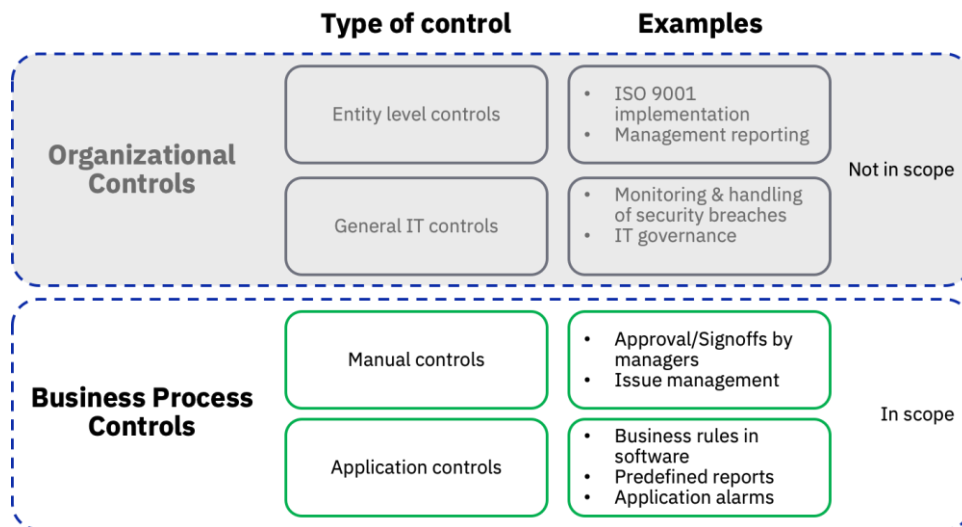 Type of control
Examples
Organizational
Controls
Entity level controls
• ISO 9001
implementation
• Management reporting
General IT controls
• Monitoring & handling
of security breaches
• IT governance
Not in scope
Business Process
Controls
Manual controls
• Approval/Signoffs by
managers
• Issue management
Application controls
• Business rules in
software
• Predefined reports
• Application alarms
In scope